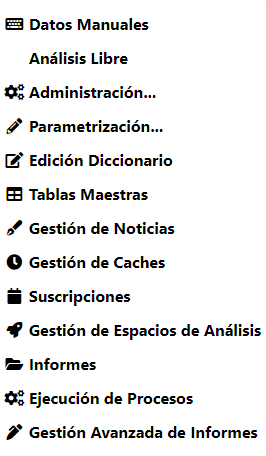 Datos Manuales
Análisis Libre
Administración...
Parametrización...
Edición Diccionario
Tablas Maestras
Gestión de Noticias
Gestión de Caches
Suscripciones
Gestión de Espacios de Análisis
Informes
Ejecución de Procesos
Gestión Avanzada de Informes